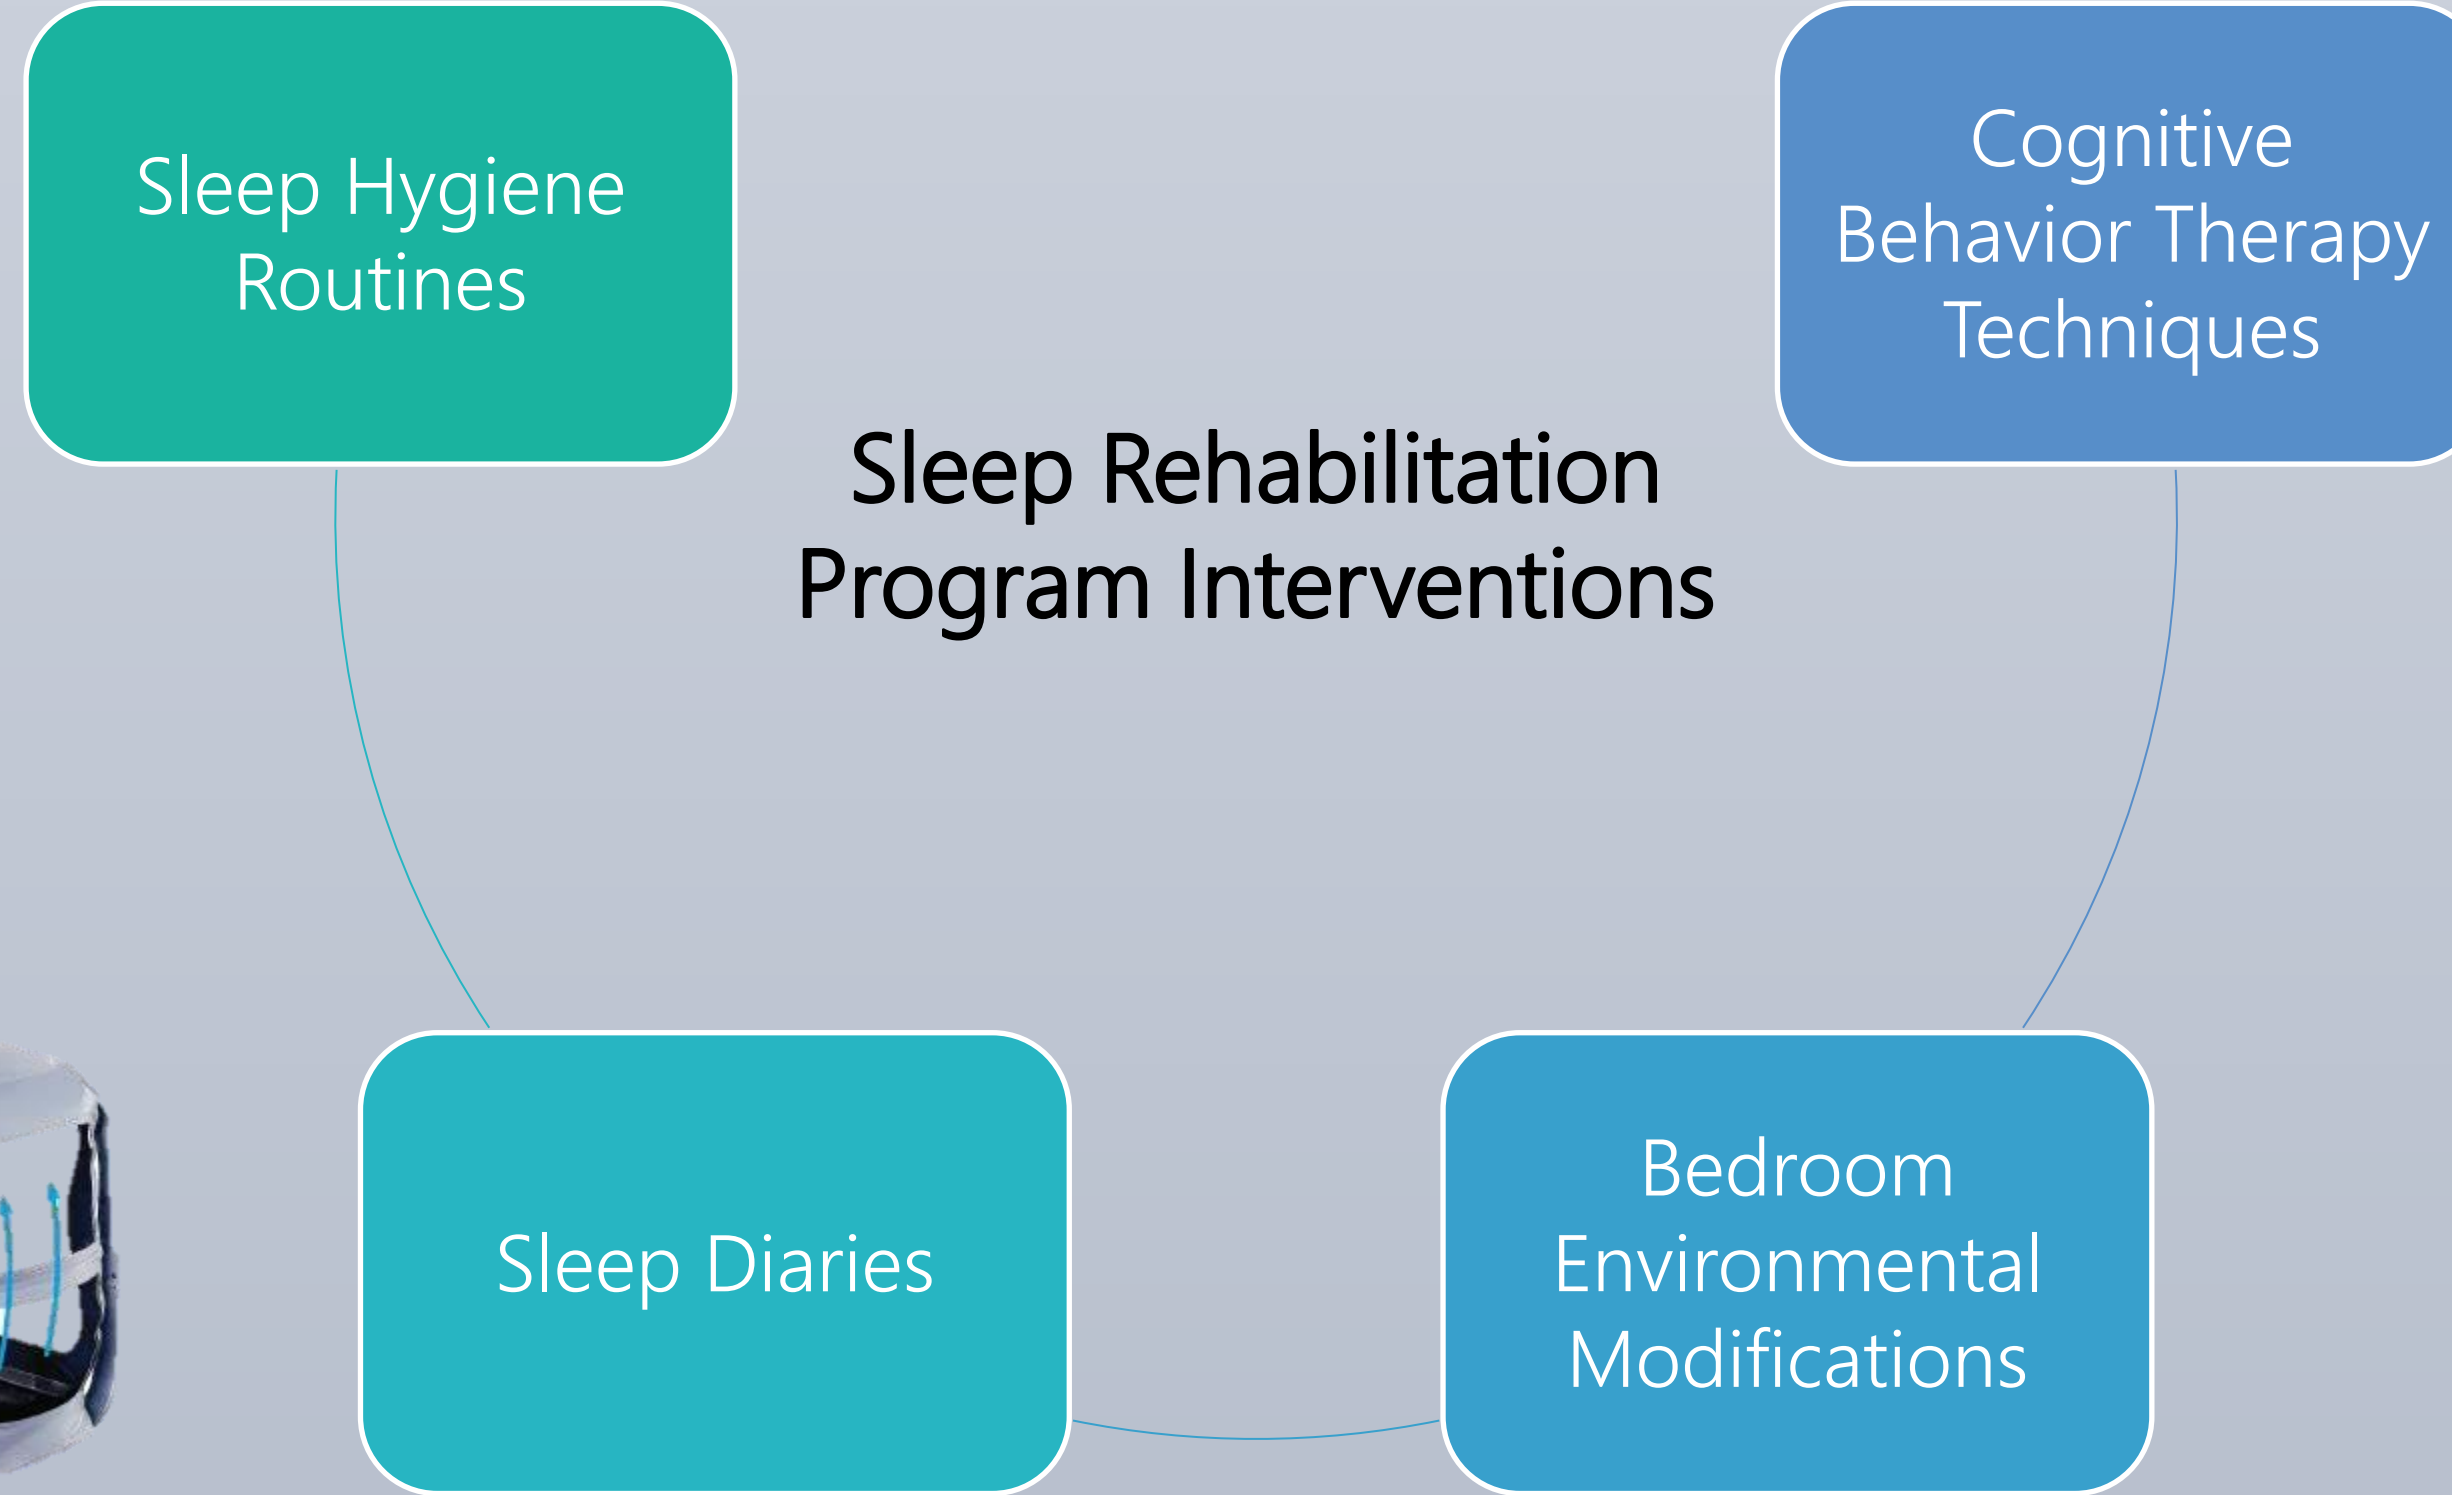 Sleep Hygiene
Routines
Cognitive
Behavior Therapy
Techniques
Sleep Rehabilitation
Program Interventions
Sleep Diaries
Bedroom
Environmental
Modifications